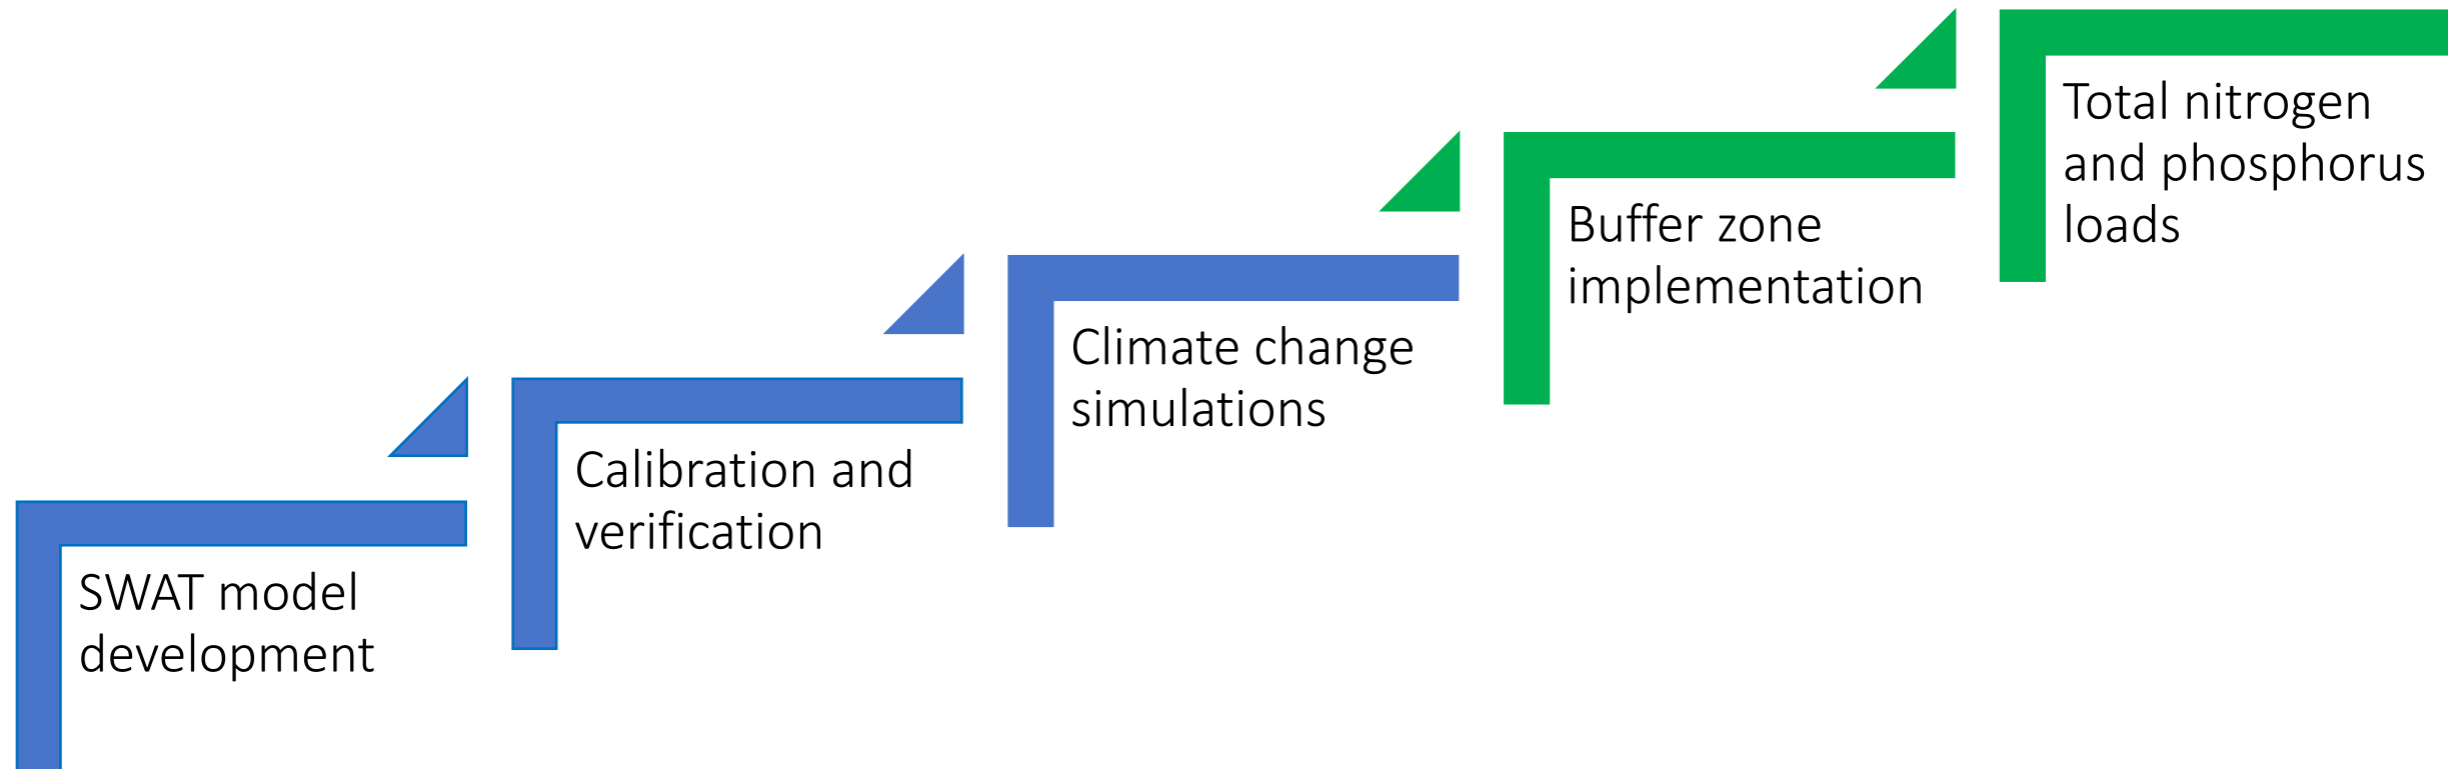 SWAT model
development
Calibration and
verification
Climate change
simulations
Buffer zone
implementation
Total nitrogen
and phosphorus
loads